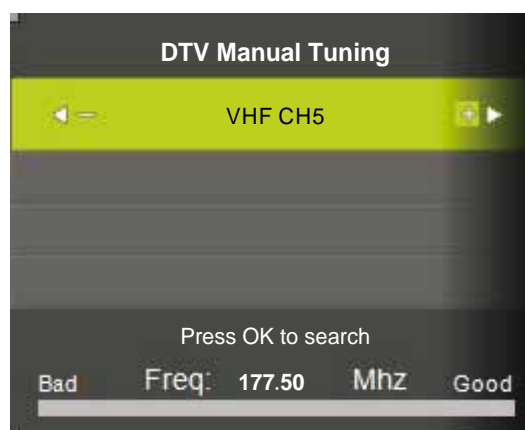 DTV Manual Tuning
VHF CH5
Press OK to search
Bad Freq: 177.50 Mhz Good